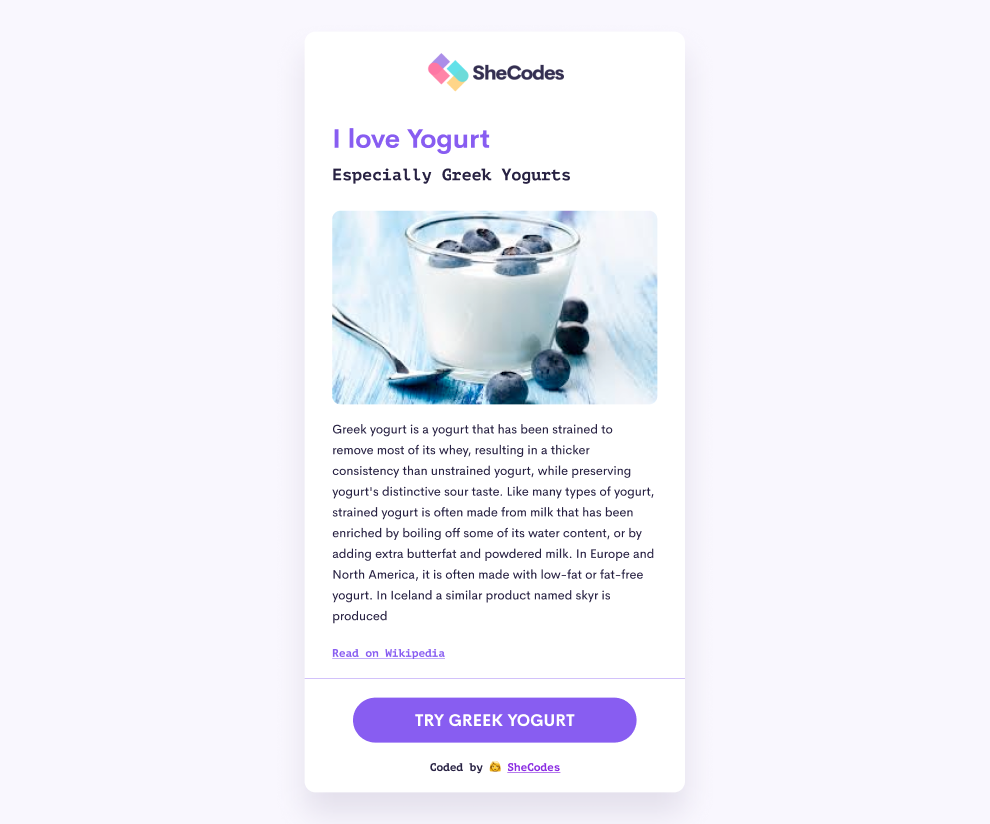 SheCodes
I love Yogurt
Especially Greek Yogurts
Greek yogurt is a yogurt that has been strained to
remove most of its whey, resulting in a thicker
consistency than unstrained yogurt, while preserving
yogurt's distinctive sour taste. Like many types of yogurt,
strained yogurt is often made from milk that has been
enriched by boiling off some of its water content, or by
adding extra butterfat and powdered milk. In Europe and
North America, it is often made with low-fat or fat-free
yogurt. In Iceland a similar product named skyr is
produced
Read on Wikipedia
TRY GREEK YOGURT
Coded by 🙆 SheCodes